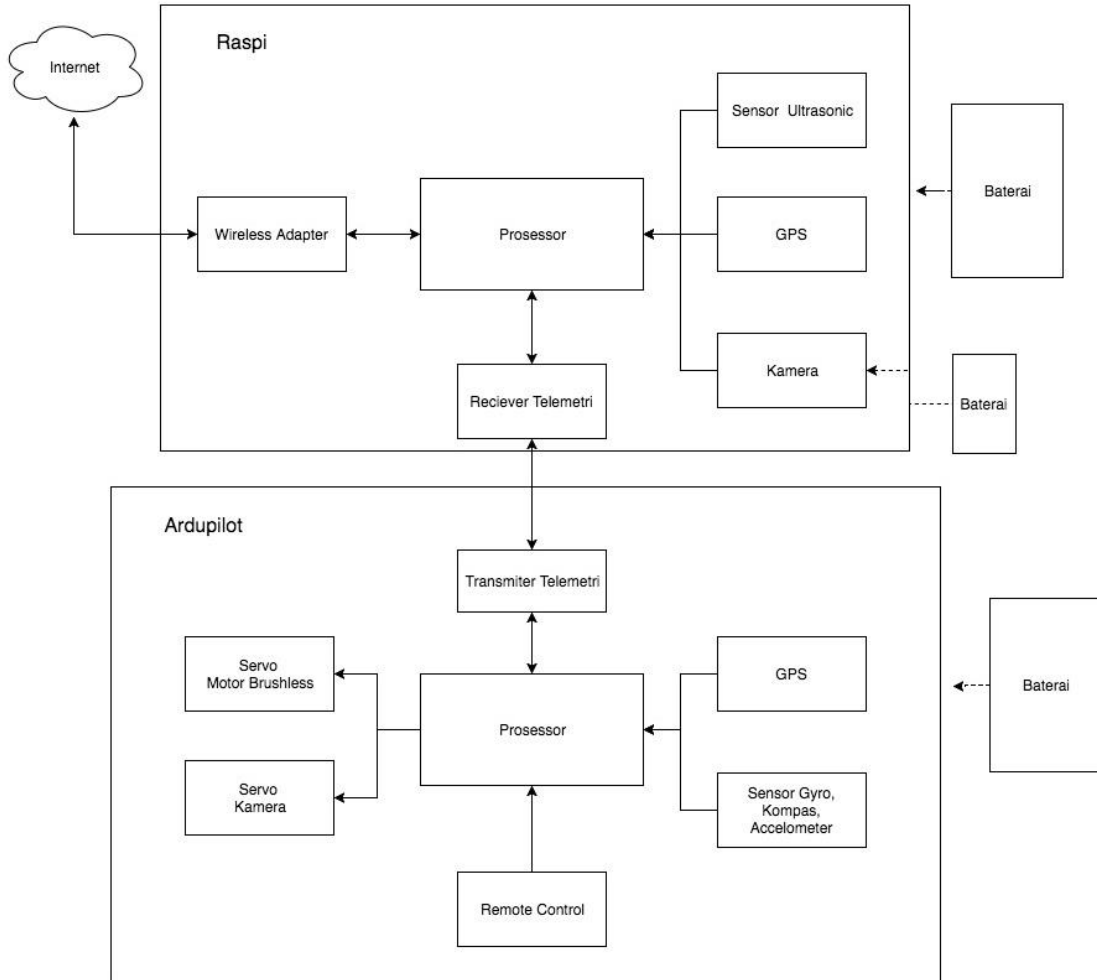 Raspi
Internet
Sensor Ultrasonic
Baterai
Wireless Adapter
Prosessor
GPS
Kamera
Reciever Telemetri
Baterai
Ardupilot
Transmiter Telemetri
Servo
Motor Brushless
GPS
Baterai
Prosessor
Servo
Kamera
Sensor Gyro,
Kompas,
Accelometer
Remote Control